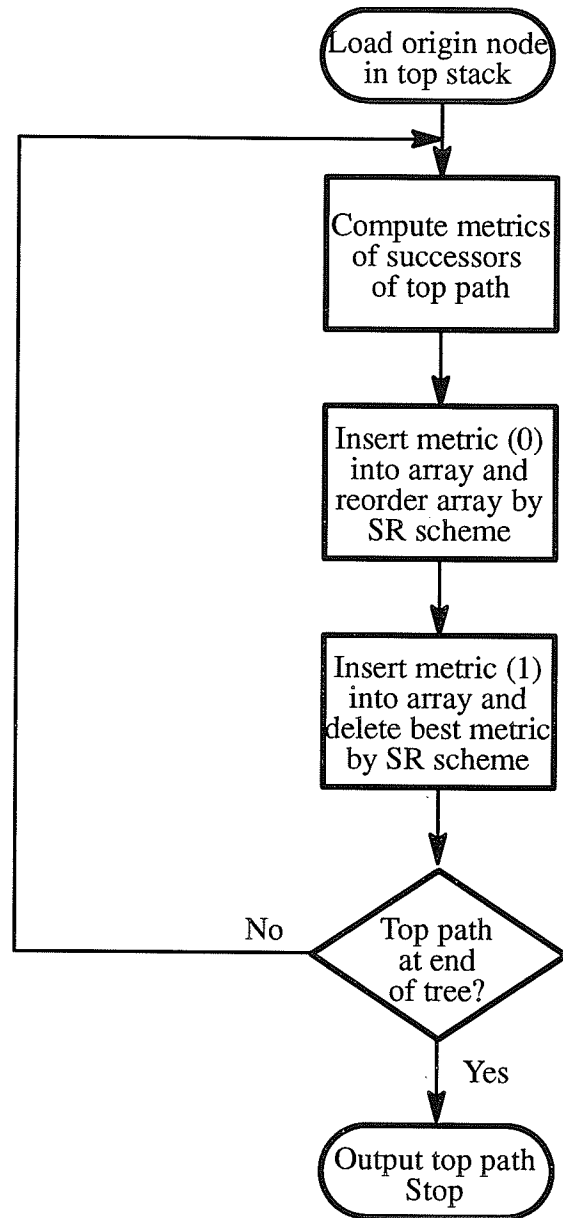 Load origin node
in top stack
Compute metrics
of successors
of top path
Insert metric (0)
into array and
reorder array by
SR scheme
Insert metric (1)
into array and
delete best metric
by SR scheme
Top path
at end
of tree?
No
Yes
Output top path
Stop